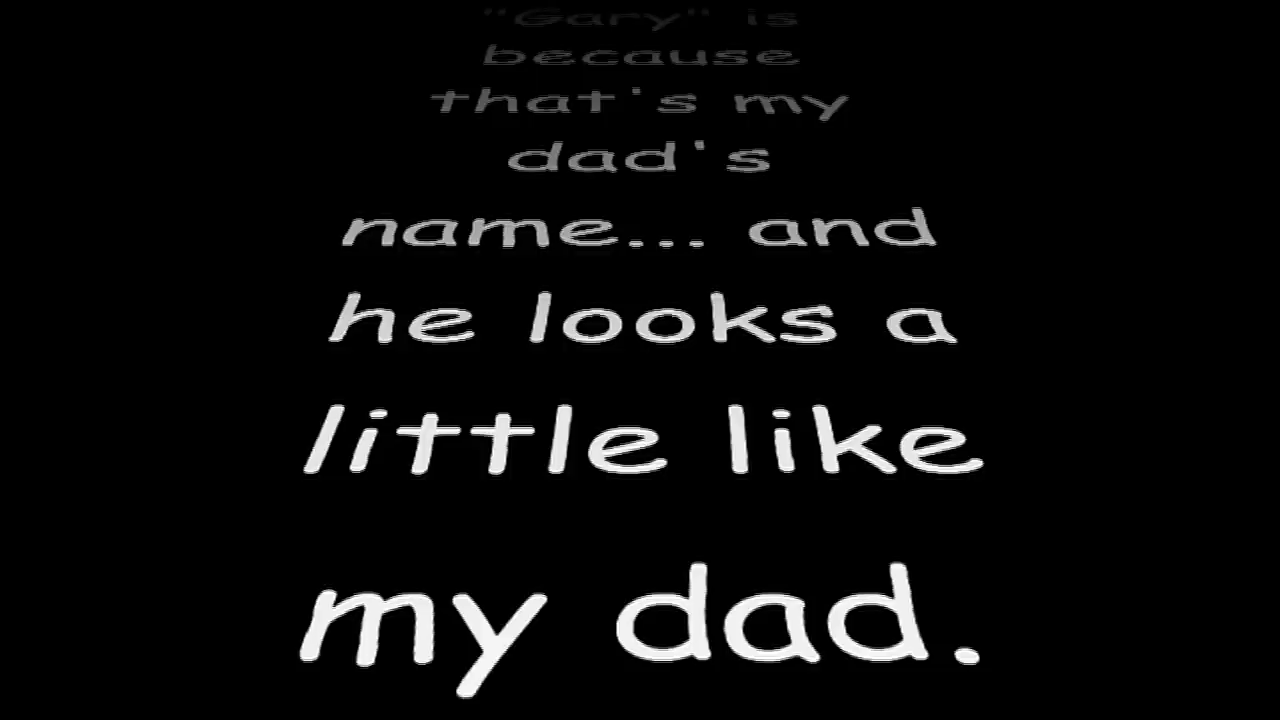 "Gary" is
because
that's my
dad's
name... and
he looks a
little like
my dad.